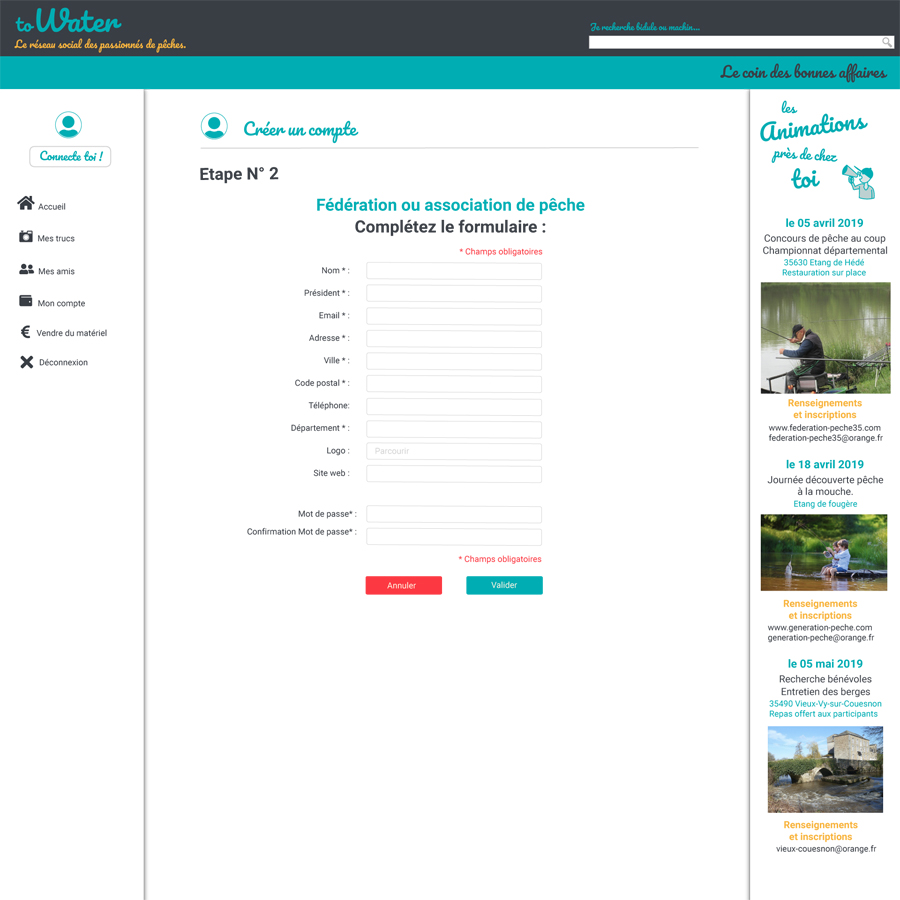 toWater
Le réseau social des passionnés de pêches.
Je recherche bidule ou machin...
Le coin des bonnes affaires
Connecte toi !
Accueil
Mes trucs
Mes amis
Mon compte
Vendre du matériel
Déconnexion
Créer un compte
Etape N° 2
Fédération ou association de pêche
Complétez le formulaire :
* Champs obligatoires
Nom * :
Président * :
Email * :
Adresse * :
Ville * :
Code postal * :
Téléphone:
Département * :
Logo : Parcourir
Site web :
Mot de passe* :
Confirmation Mot de passe* :
* Champs obligatoires
Annuler Valider
les
Animations
près de chez
toi
le 05 avril 2019
Concours de pêche au coup
Championnat départemental
35630 Etang de Hédé
Restauration sur place
Renseignements
et inscriptions
www.federation-peche35.com
federation-peche35@orange.fr
le 18 avril 2019
Journée découverte pêche
à la mouche.
Etang de fougère
Renseignements
et inscriptions
www.generation-peche.com
generation-peche@orange.fr
le 05 mai 2019
Recherche bénévoles
Entretien des berges
35490 Vieux-Vy-sur-Couesnon
Repas offert aux participants
Renseignements
et inscriptions
vieux-couesnon@orange.fr